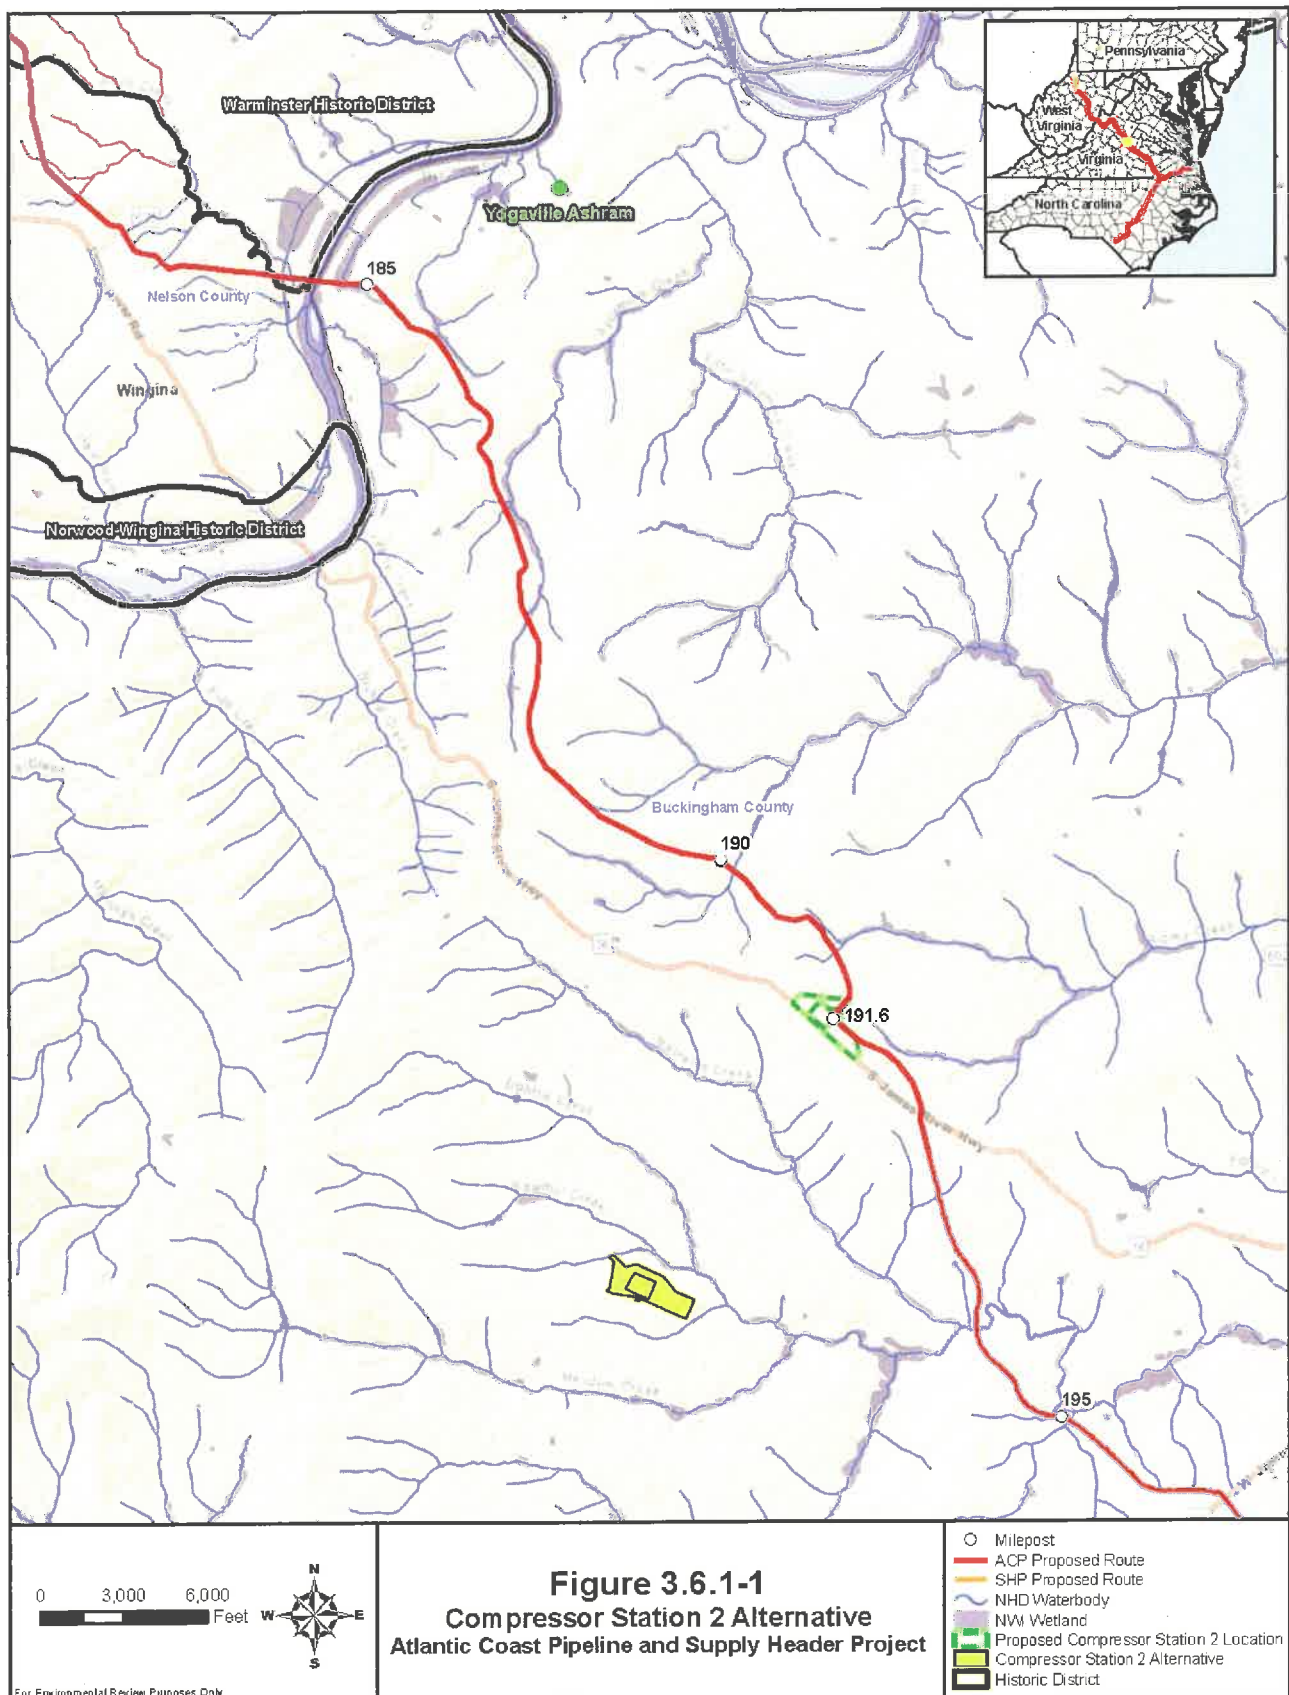 Pennsylvania
West
Virginia
Virginia
North Carolina
Warminster Historic District
Yogaville Ashram
185
Nelson County
Wingina
Norwood-Wingina Historic District
Buckingham County
190
191.6
S James River Hwy
195
0 3,000 6,000
Feet
N
W E
S
For Environmental Review Purposes Only
Figure 3.6.1-1
Compressor Station 2 Alternative
Atlantic Coast Pipeline and Supply Header Project
Milepost
ACP Proposed Route
SHP Proposed Route
NHD Waterbody
NWI Wetland
Proposed Compressor Station 2 Location
Compressor Station 2 Alternative
Historic District